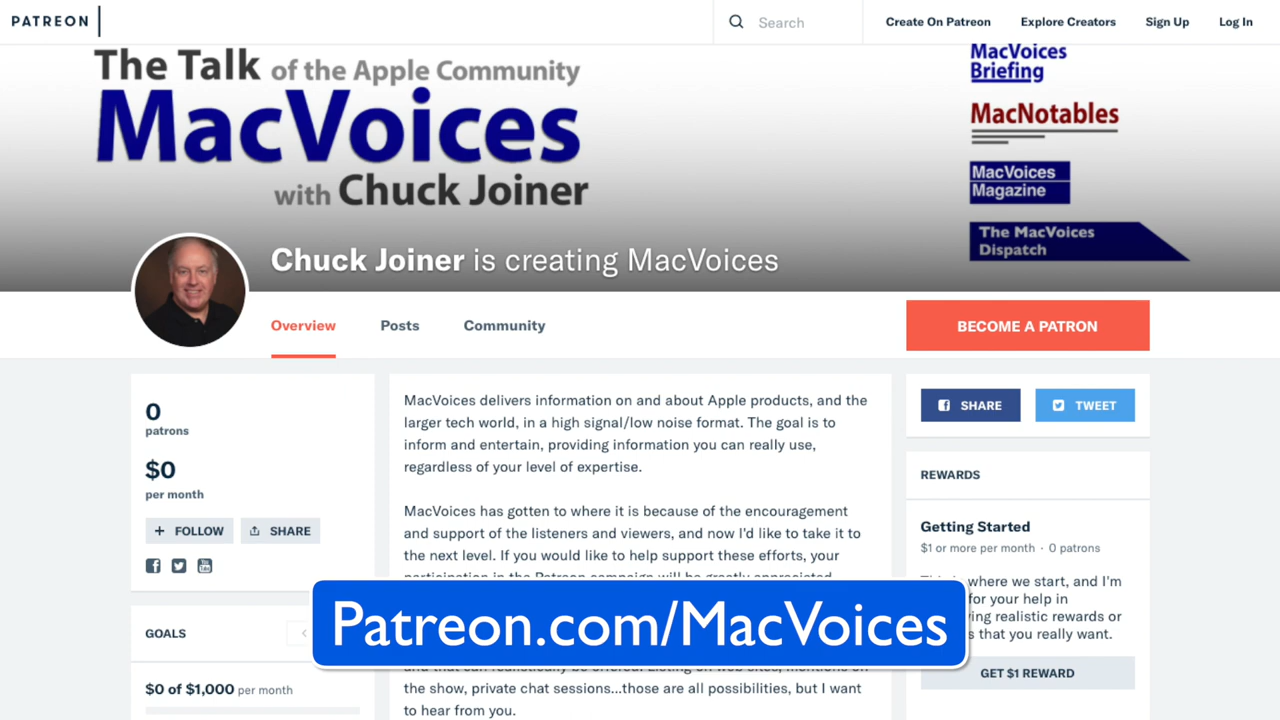 PATREON
Search
Create On Patreon
Explore Creators
Sign Up
Log In
The Talk of the Apple Community
MacVoices
with Chuck Joiner
MacVoices
Briefing
MacNotables
MacVoices
Magazine
The MacVoices
Dispatch
Chuck Joiner is creating MacVoices
Overview
Posts
Community
BECOME A PATRON
0
patrons
$0
per month
+ FOLLOW
SHARE
GOALS
$0 of $1,000 per month
MacVoices delivers information on and about Apple products, and the
larger tech world, in a high signal/low noise format. The goal is to
inform and entertain, providing information you can really use,
regardless of your level of expertise.
MacVoices has gotten to where it is because of the encouragement
and support of the listeners and viewers, and now I'd like to take it to
the next level. If you would like to help support these efforts, your
participation in the Patreon campaign will be greatly appreciated.
Patreon.com/MacVoices
the show, private chat sessions...those are all possibilities, but I want
to hear from you.
SHARE
TWEET
REWARDS
Getting Started
$1 or more per month · 0 patrons
where we start, and I'm
for your help in
realistic rewards or
that you really want.
GET $1 REWARD